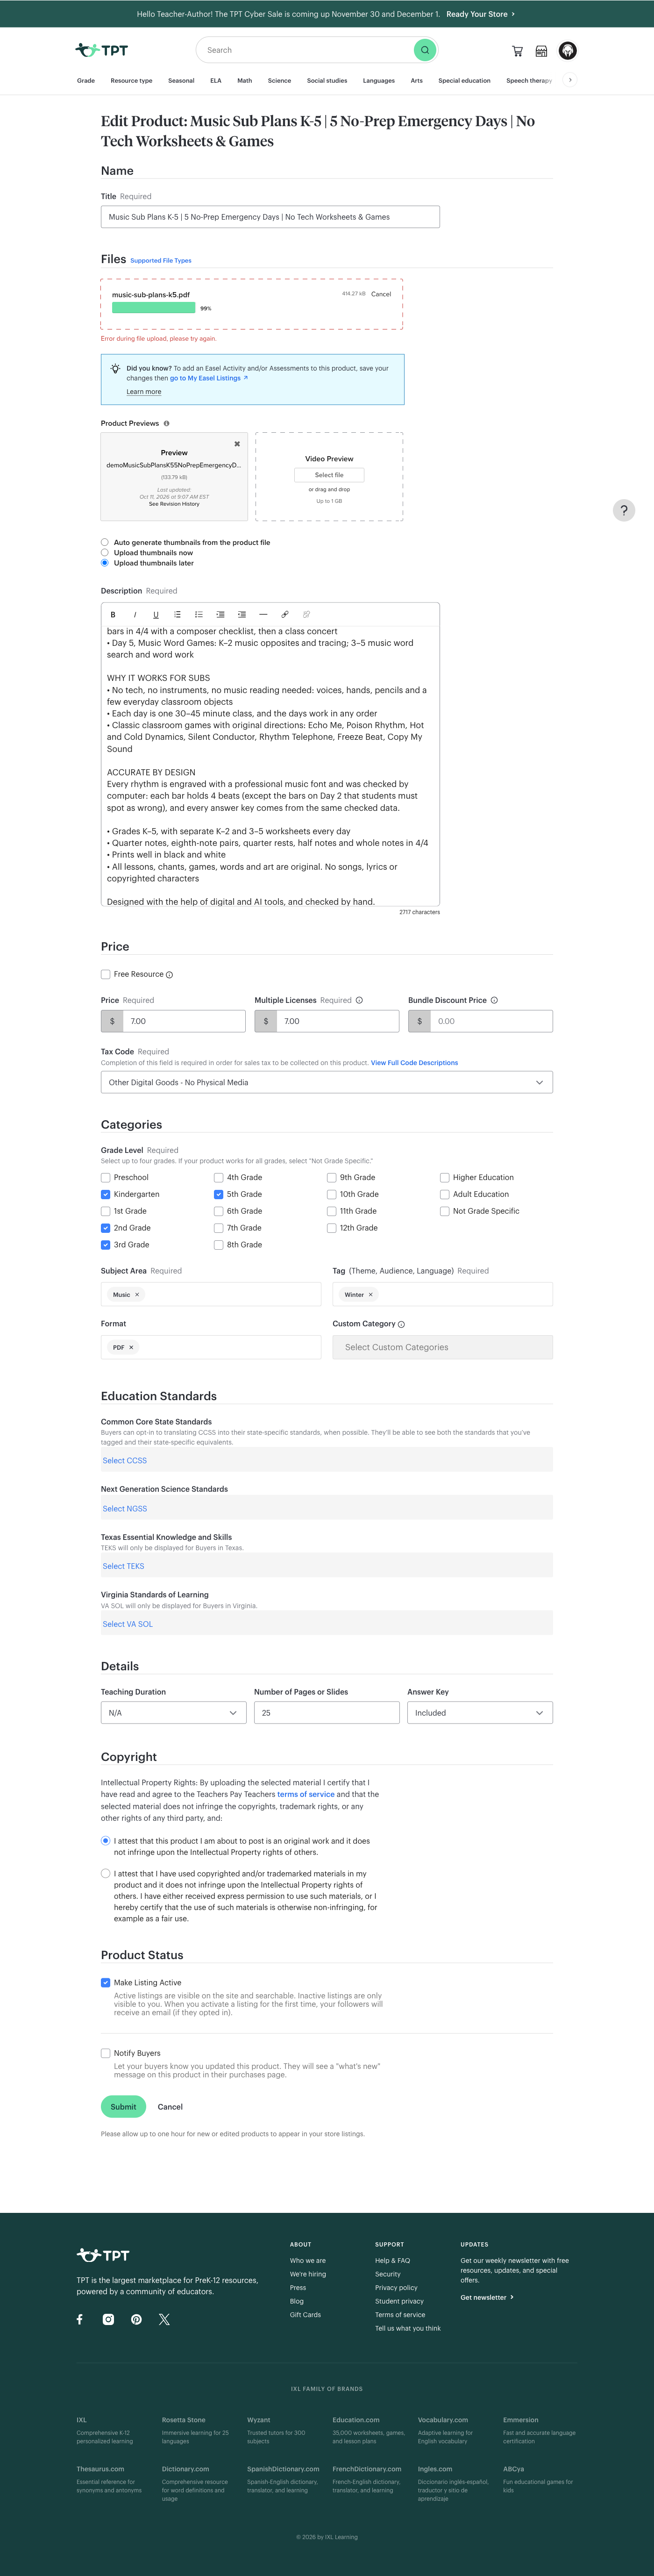 Hello Teacher-Author! The TPT Cyber Sale is coming up November 30 and December 1. Ready Your Store
TPT
Search
Grade Resource type Seasonal ELA Math Science Social studies Languages Arts Special education Speech therapy
Edit Product: Music Sub Plans K-5 | 5 No-Prep Emergency Days | No
Tech Worksheets & Games
Name
Title Required
Music Sub Plans K-5 | 5 No-Prep Emergency Days | No Tech Worksheets & Games
Files Supported File Types
music-sub-plans-k5.pdf 414.27 kB Cancel
99%
Error during file upload, please try again.
Did you know? To add an Easel Activity and/or Assessments to this product, save your
changes then go to My Easel Listings ↗
Learn more
Product Previews
Preview
demoMusicSubPlansK55NoPrepEmergencyD...
(133.79 kB)
Last updated:
Oct 11, 2026 at 9:07 AM EST
See Revision History
Video Preview
Select file
or drag and drop
Up to 1 GB
?
Auto generate thumbnails from the product file
Upload thumbnails now
Upload thumbnails later
Description Required
B I U
bars in 4/4 with a composer checklist, then a class concert
• Day 5, Music Word Games: K–2 music opposites and tracing; 3–5 music word
search and word work
WHY IT WORKS FOR SUBS
• No tech, no instruments, no music reading needed: voices, hands, pencils and a
few everyday classroom objects
• Each day is one 30–45 minute class, and the days work in any order
• Classic classroom games with original directions: Echo Me, Poison Rhythm, Hot
and Cold Dynamics, Silent Conductor, Rhythm Telephone, Freeze Beat, Copy My
Sound
ACCURATE BY DESIGN
Every rhythm is engraved with a professional music font and was checked by
computer: each bar holds 4 beats (except the bars on Day 2 that students must
spot as wrong), and every answer key comes from the same checked data.
• Grades K–5, with separate K–2 and 3–5 worksheets every day
• Quarter notes, eighth-note pairs, quarter rests, half notes and whole notes in 4/4
• Prints well in black and white
• All lessons, chants, games, words and art are original. No songs, lyrics or
copyrighted characters
Designed with the help of digital and AI tools, and checked by hand.
2717 characters
Price
Free Resource
Price Required Multiple Licenses Required Bundle Discount Price
$ 7.00 $ 7.00 $ 0.00
Tax Code Required
Completion of this field is required in order for sales tax to be collected on this product. View Full Code Descriptions
Other Digital Goods - No Physical Media
Categories
Grade Level Required
Select up to four grades. If your product works for all grades, select "Not Grade Specific."
Preschool 4th Grade 9th Grade Higher Education
Kindergarten 5th Grade 10th Grade Adult Education
1st Grade 6th Grade 11th Grade Not Grade Specific
2nd Grade 7th Grade 12th Grade
3rd Grade 8th Grade
Subject Area Required Tag (Theme, Audience, Language) Required
Music × Winter ×
Format Custom Category
PDF × Select Custom Categories
Education Standards
Common Core State Standards
Buyers can opt-in to translating CCSS into their state-specific standards, when possible. They'll be able to see both the standards that you've
tagged and their state-specific equivalents.
Select CCSS
Next Generation Science Standards
Select NGSS
Texas Essential Knowledge and Skills
TEKS will only be displayed for Buyers in Texas.
Select TEKS
Virginia Standards of Learning
VA SOL will only be displayed for Buyers in Virginia.
Select VA SOL
Details
Teaching Duration Number of Pages or Slides Answer Key
N/A 25 Included
Copyright
Intellectual Property Rights: By uploading the selected material I certify that I
have read and agree to the Teachers Pay Teachers terms of service and that the
selected material does not infringe the copyrights, trademark rights, or any
other rights of any third party, and:
I attest that this product I am about to post is an original work and it does
not infringe upon the Intellectual Property rights of others.
I attest that I have used copyrighted and/or trademarked materials in my
product and it does not infringe upon the Intellectual Property rights of
others. I have either received express permission to use such materials, or I
hereby certify that the use of such materials is otherwise non-infringing, for
example as a fair use.
Product Status
Make Listing Active
Active listings are visible on the site and searchable. Inactive listings are only
visible to you. When you activate a listing for the first time, your followers will
receive an email (if they opted in).
Notify Buyers
Let your buyers know you updated this product. They will see a "what's new"
message on this product in their purchases page.
Submit Cancel
Please allow up to one hour for new or edited products to appear in your store listings.
TPT
TPT is the largest marketplace for PreK-12 resources,
powered by a community of educators.
ABOUT
Who we are
We're hiring
Press
Blog
Gift Cards
SUPPORT
Help & FAQ
Security
Privacy policy
Student privacy
Terms of service
Tell us what you think
UPDATES
Get our weekly newsletter with free
resources, updates, and special
offers.
Get newsletter
IXL FAMILY OF BRANDS
IXL
Comprehensive K-12
personalized learning
Rosetta Stone
Immersive learning for 25
languages
Wyzant
Trusted tutors for 300
subjects
Education.com
35,000 worksheets, games,
and lesson plans
Vocabulary.com
Adaptive learning for
English vocabulary
Emmersion
Fast and accurate language
certification
Thesaurus.com
Essential reference for
synonyms and antonyms
Dictionary.com
Comprehensive resource
for word definitions and
usage
SpanishDictionary.com
Spanish-English dictionary,
translator, and learning
FrenchDictionary.com
French-English dictionary,
translator, and learning
Ingles.com
Diccionario inglés-español,
traductor y sitio de
aprendizaje
ABCya
Fun educational games for
kids
© 2026 by IXL Learning